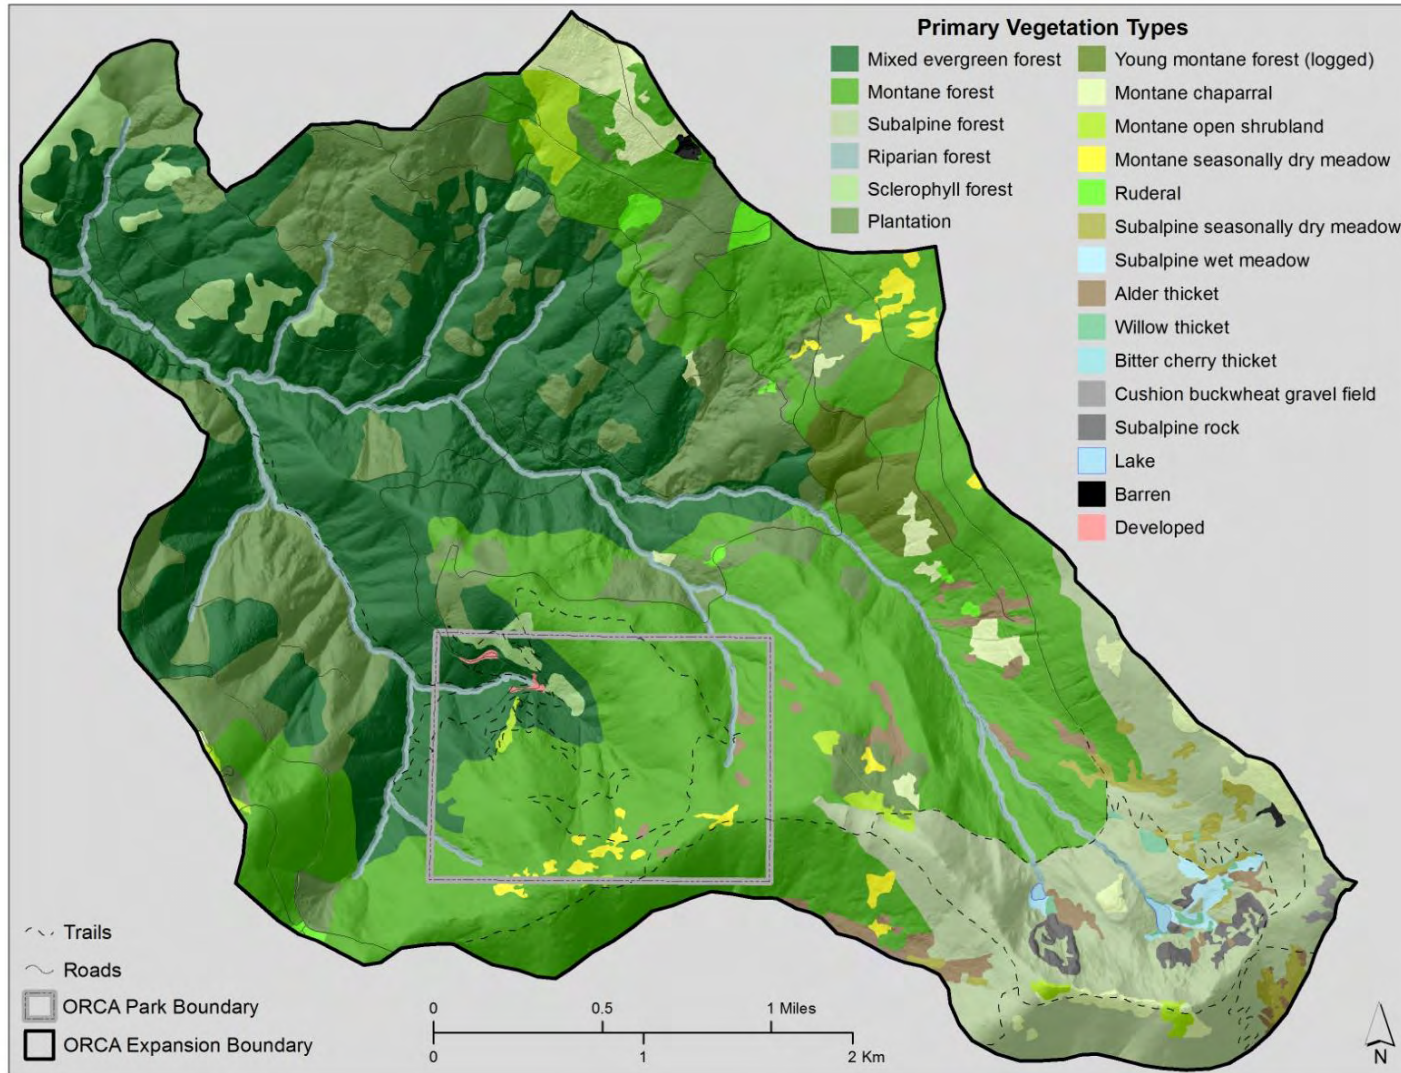 Primary Vegetation Types
Mixed evergreen forest
Montane forest
Subalpine forest
Riparian forest
Sclerophyll forest
Plantation
Young montane forest (logged)
Montane chaparral
Montane open shrubland
Montane seasonally dry meadow
Ruderal
Subalpine seasonally dry meadow
Subalpine wet meadow
Alder thicket
Willow thicket
Bitter cherry thicket
Cushion buckwheat gravel field
Subalpine rock
Lake
Barren
Developed
Trails
Roads
ORCA Park Boundary
ORCA Expansion Boundary
0 0.5 1 Miles
0 1 2 Km
N